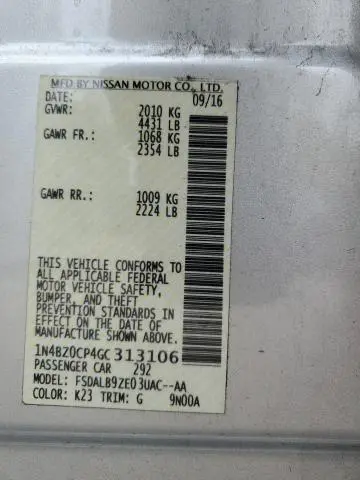 MFD BY NISSAN MOTOR CO., LTD.
DATE: 09/16
GVWR: 2010 KG
4431 LB
GAWR FR.: 1068 KG
2354 LB
GAWR RR.: 1009 KG
2224 LB
THIS VEHICLE CONFORMS TO
ALL APPLICABLE FEDERAL
MOTOR VEHICLE SAFETY,
BUMPER, AND THEFT
PREVENTION STANDARDS IN
EFFECT ON THE DATE OF
MANUFACTURE SHOWN ABOVE.
1N4BZ0CP4GC313106
PASSENGER CAR 292
MODEL: FSDALB9ZE03UAC--AA
COLOR: K23 TRIM: G 9N00A